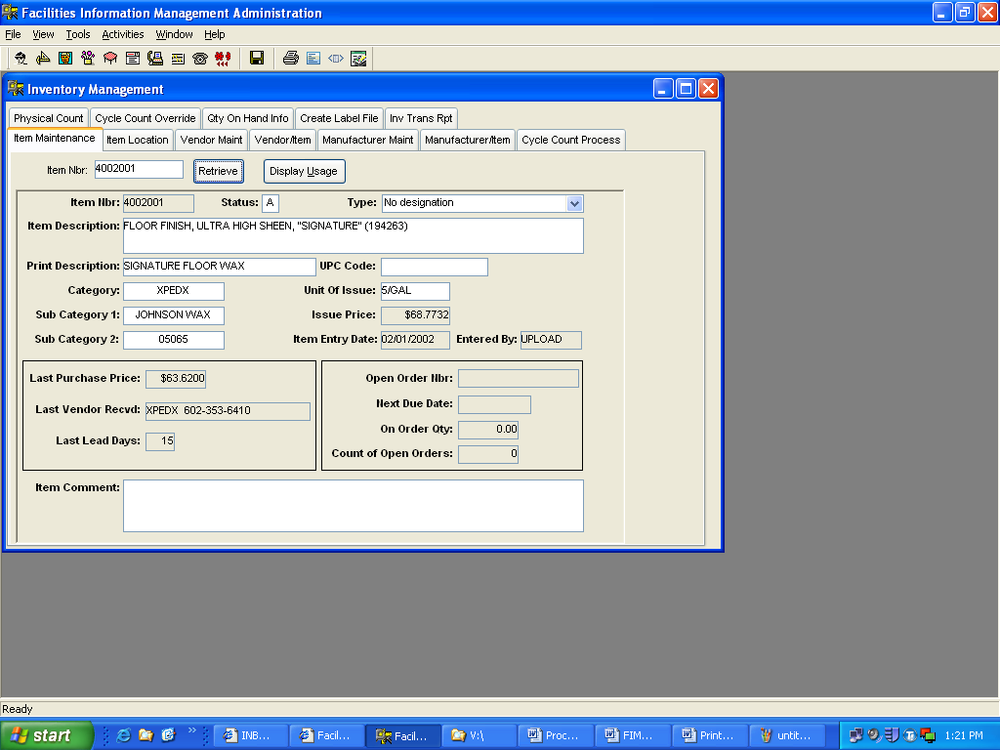 Facilities Information Management Administration
File View Tools Activities Window Help
Inventory Management
Physical Count Cycle Count Override Qty On Hand Info Create Label File Inv Trans Rpt
Item Maintenance Item Location Vendor Maint Vendor/Item Manufacturer Maint Manufacturer/Item Cycle Count Process
Item Nbr: 4002001 Retrieve Display Usage
Item Nbr: 4002001 Status: A Type: No designation
Item Description: FLOOR FINISH, ULTRA HIGH SHEEN, "SIGNATURE" (194263)
Print Description: SIGNATURE FLOOR WAX UPC Code:
Category: XPEDX Unit Of Issue: 5/GAL
Sub Category 1: JOHNSON WAX Issue Price: $68.7732
Sub Category 2: 05065 Item Entry Date: 02/01/2002 Entered By: UPLOAD
Last Purchase Price: $63.6200 Open Order Nbr:
Next Due Date:
Last Vendor Recvd: XPEDX 602-353-6410
On Order Qty: 0.00
Last Lead Days: 15
Count of Open Orders: 0
Item Comment:
Ready
start INB... Facil... Facil... V:\ Proc... FIM... Print... untit... 1:21 PM